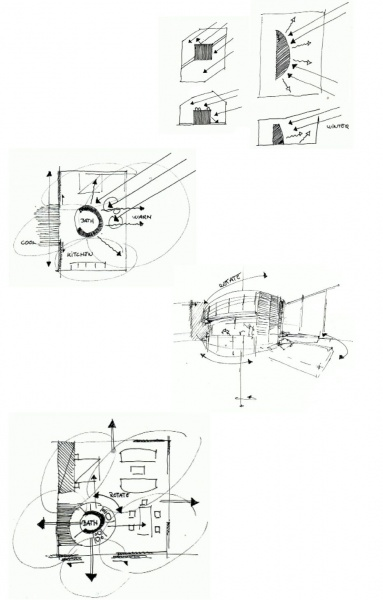 WINTER
BATH
WARM
COOL
KITCHEN
ROTATE
ROTATE
BATH